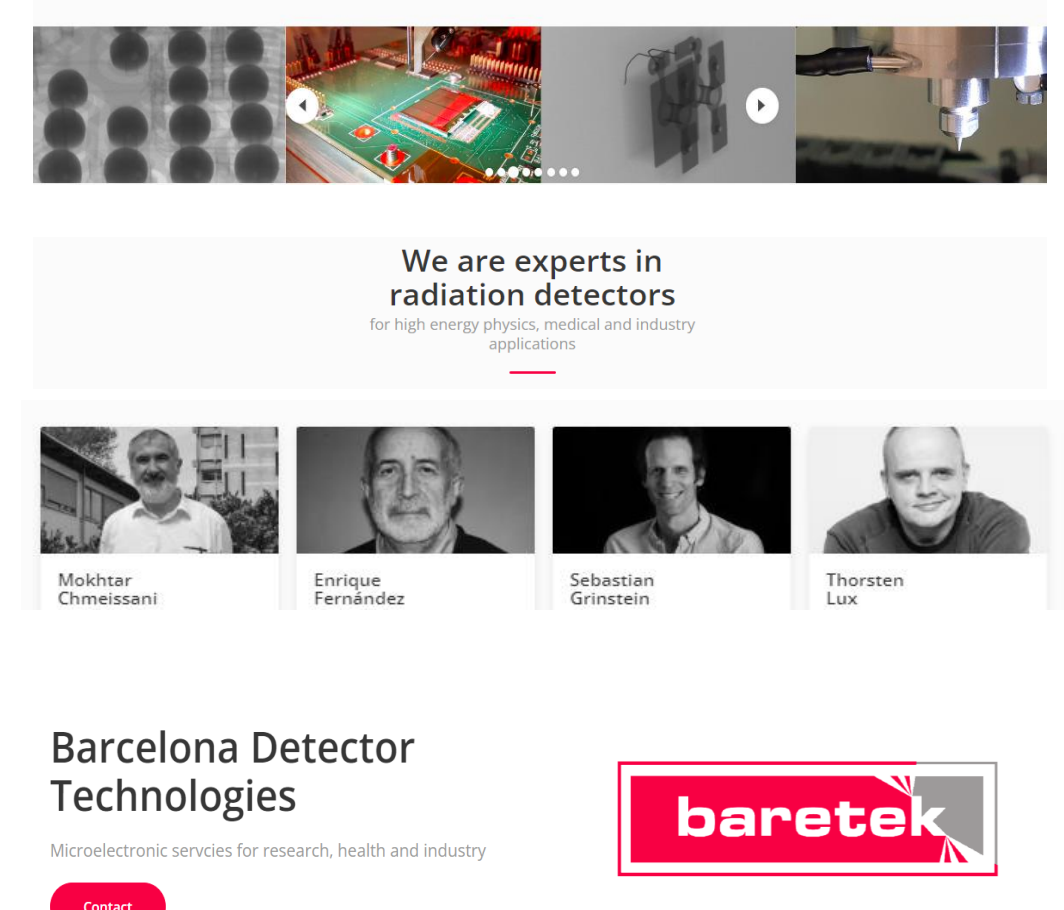 We are experts in
radiation detectors
for high energy physics, medical and industry
applications
Mokhtar
Chmeissani
Enrique
Fernández
Sebastian
Grinstein
Thorsten
Lux
Barcelona Detector
Technologies
Microelectronic servcies for research, health and industry
Contact
baretek